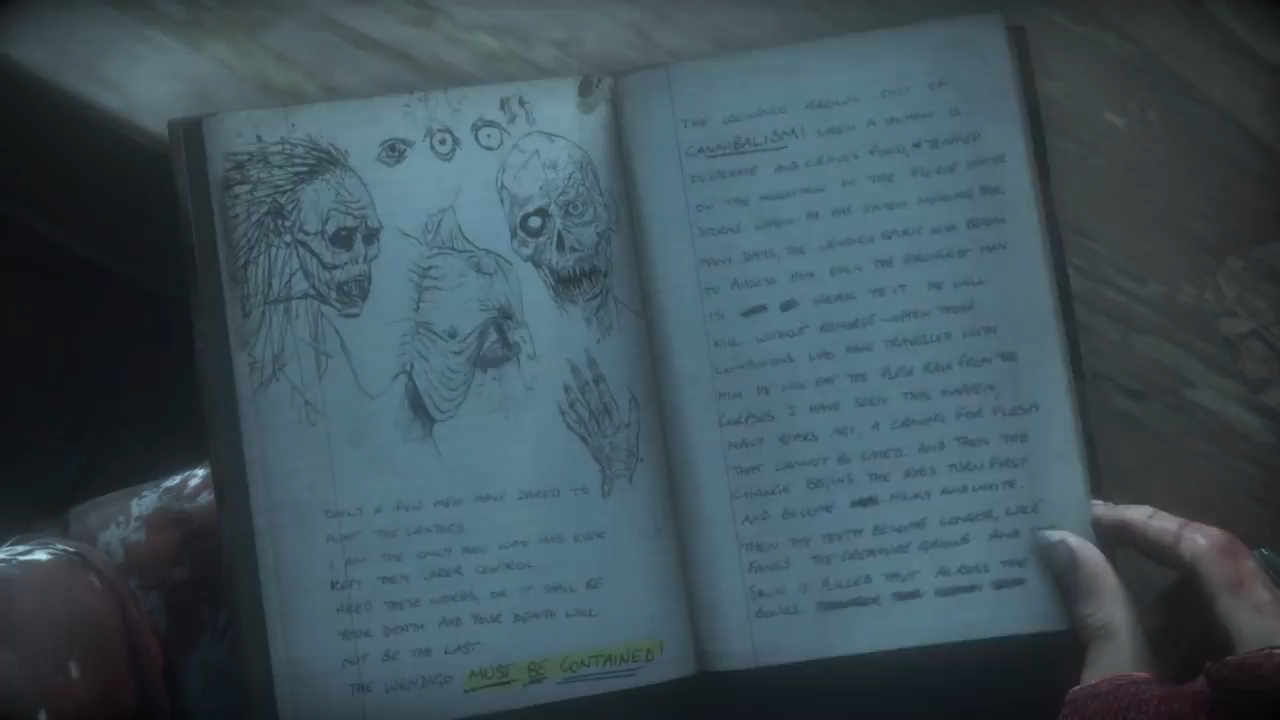 ONLY A FEW MEN HAVE DARED TO
HUNT THE WENDIGO.
I AM THE ONLY MAN WHO HAS EVER
KEPT THEM UNDER CONTROL.
HEED THESE WORDS, OR IT SHALL BE
YOUR DEATH AND YOUR DEATH WILL
NOT BE THE LAST.
THE WENDIGO MUST BE CONTAINED!
THE WENDIGO GROWS OUT OF
CANNIBALISM! WHEN A HUMAN IS
DESPERATE AND CRAVES FOOD, TRAPPED
ON THE MOUNTAIN IN THE FIERCE WINTER
STORMS WHEN HE HAS EATEN NOTHING FOR
MANY DAYS, THE WENDIGO SPIRIT WILL BEGIN
TO POSSESS HIM EVEN THE STRONGEST MAN
IS WEAK TO IT. HE WILL
KILL WITHOUT REMORSE - OFTEN THOSE
COMPANIONS WHO HAVE TRAVELLED WITH
HIM HE WILL EAT THE FLESH RAW FROM THE
CORPSES. I HAVE SEEN THIS HAPPEN,
MANY YEARS AGO, A CRAVING FOR FLESH
THAT CANNOT BE SATED. AND THEN THE
CHANGE BEGINS. THE EYES TURN FIRST
AND BECOME MILKY AND WHITE.
THEN THE TEETH BECOME LONGER, LIKE
FANGS THE CREATURE GROWS AND
SKIN IS PULLED TAUT ACROSS THE
BONES